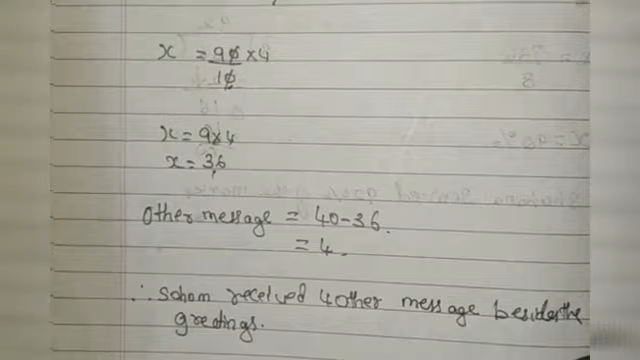 x = 90 × 4
10
x = 9 × 4
x = 36
Other message = 40 - 36.
= 4.
∴ Soham received 4 other message besides the
greetings.